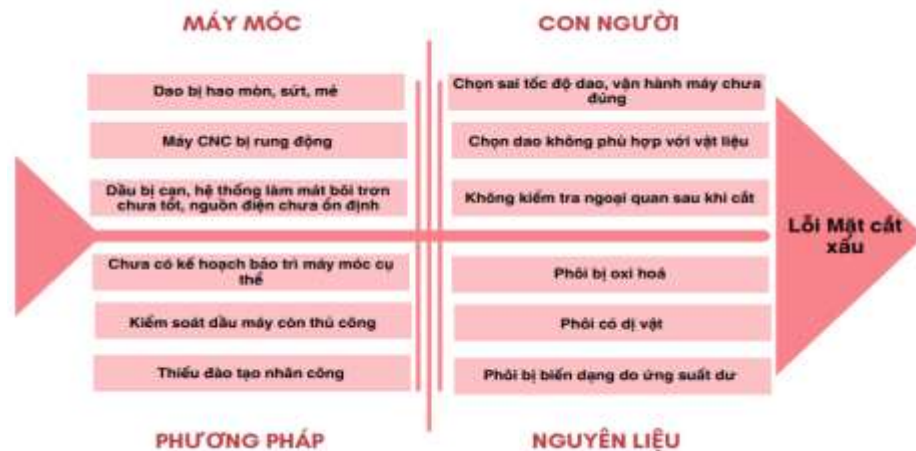 MÁY MÓC
CON NGƯỜI
Dao bị hao mòn, sứt, mẻ
Máy CNC bị rung động
Dầu bị cạn, hệ thống làm mát bôi trơn
chưa tốt, nguồn điện chưa ổn định
Chọn sai tốc độ dao, vận hành máy chưa
đúng
Chọn dao không phù hợp với vật liệu
Không kiểm tra ngoại quan sau khi cắt
Lỗi Mặt cắt
xấu
Chưa có kế hoạch bảo trì máy móc cụ
thể
Kiểm soát dầu máy còn thủ công
Thiếu đào tạo nhân công
Phôi bị oxi hoá
Phôi có dị vật
Phôi bị biến dạng do ứng suất dư
PHƯƠNG PHÁP
NGUYÊN LIỆU